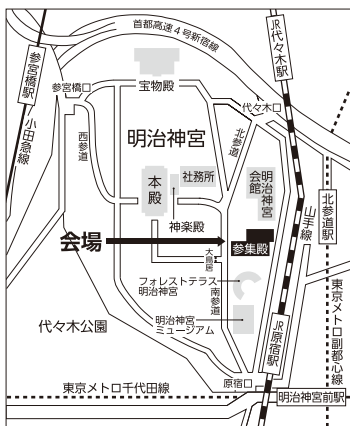 首都高速4号新宿線
JR代々木駅
参宮橋駅
小田急線
参宮橋口
宝物殿
代々木口
西参道
明治神宮
北参道
社務所
本殿
神楽殿
明治神宮
会館
山手線
北参道駅
会場
参集殿
大鳥居
フォレストテラス
明治神宮
南参道
明治神宮
ミュージアム
代々木公園
JR原宿駅
東京メトロ副都心線
原宿口
東京メトロ千代田線
明治神宮前駅